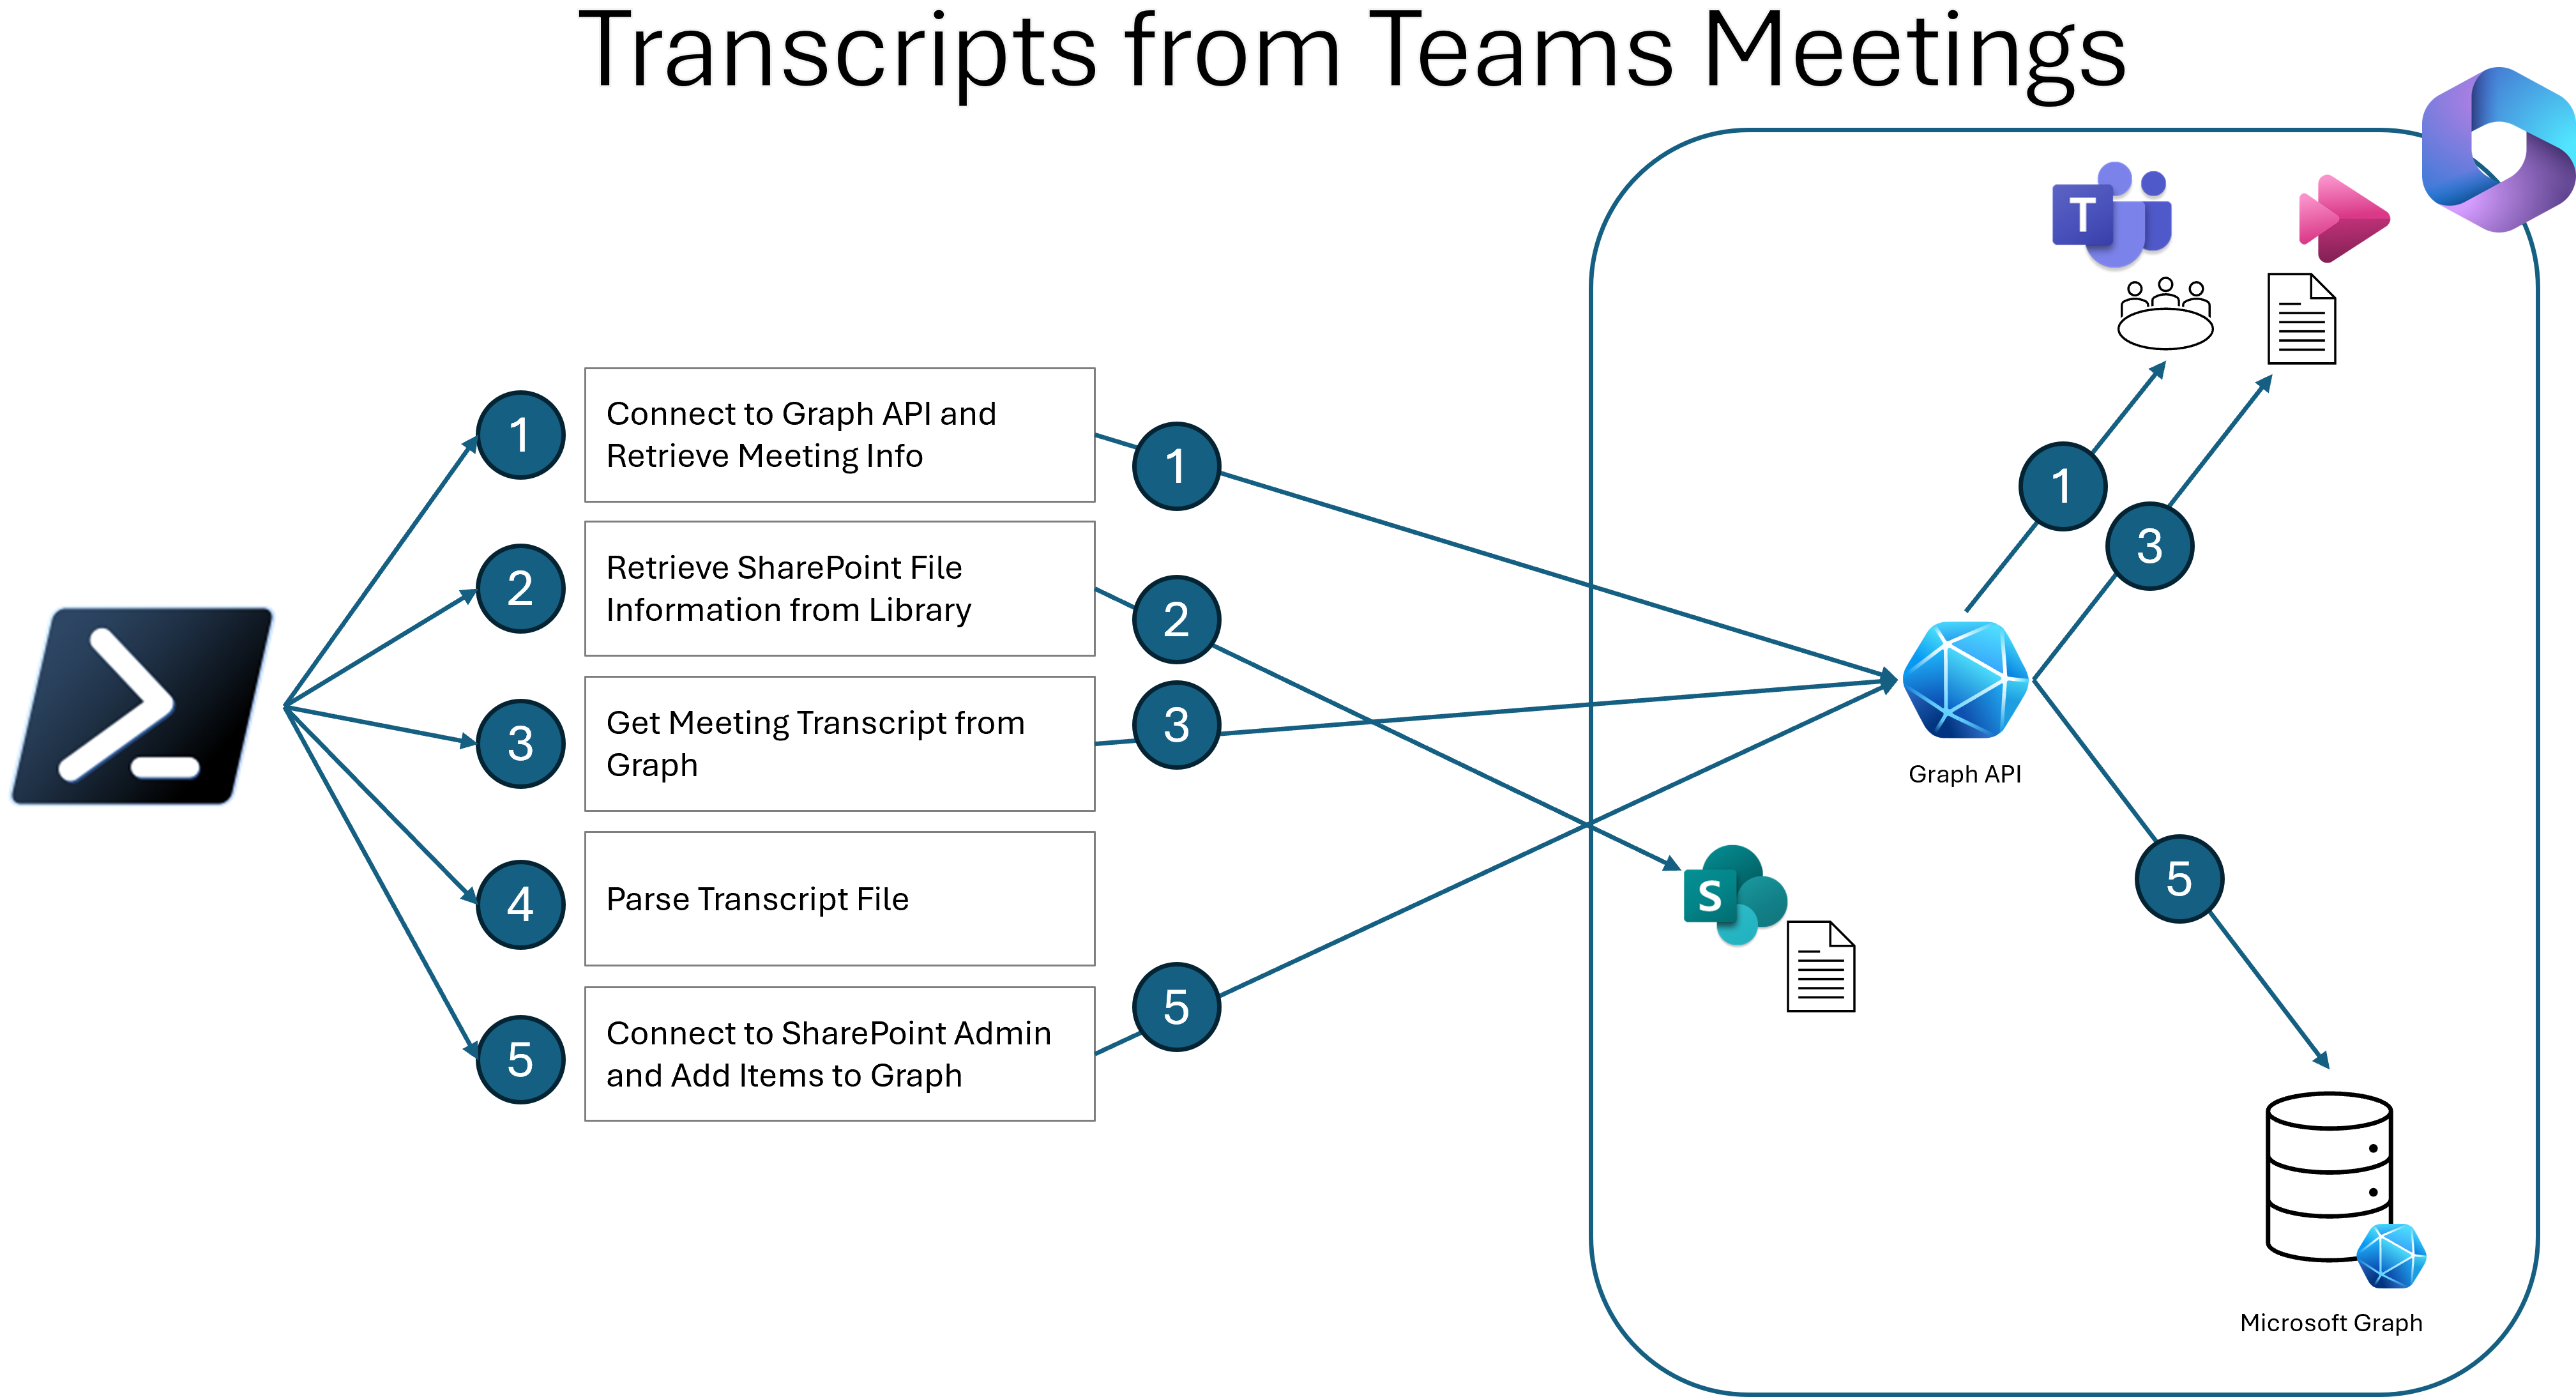 Transcripts from Teams Meetings
T
1
Connect to Graph API and
Retrieve Meeting Info
1
1
2
Retrieve SharePoint File
Information from Library
2
3
3
Get Meeting Transcript from
Graph
3
Graph API
4
Parse Transcript File
S
5
5
Connect to SharePoint Admin
and Add Items to Graph
5
Microsoft Graph